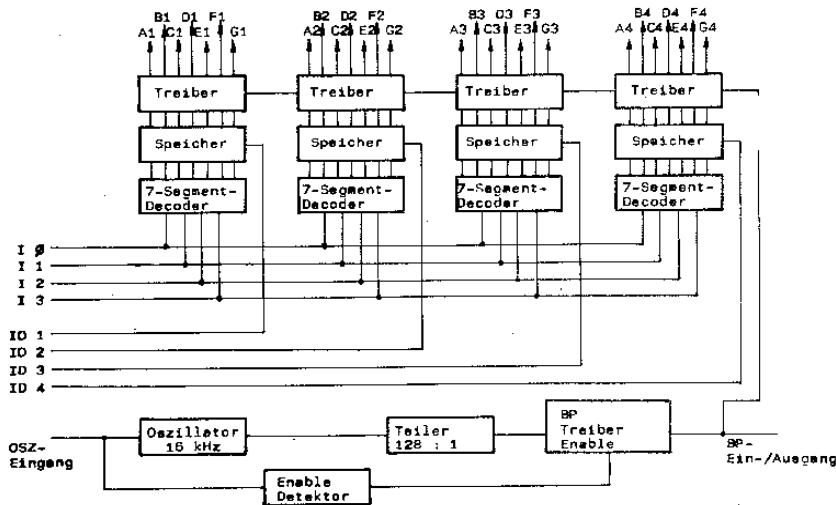 B1 D1 F1
A1 C1 E1 G1
B2 D2 F2
A2 C2 E2 G2
B3 D3 F3
A3 C3 E3 G3
B4 D4 F4
A4 C4 E4 G4
Treiber
Treiber
Treiber
Treiber
Speicher
Speicher
Speicher
Speicher
7-Segment-
Decoder
7-Segment-
Decoder
7-Segment-
Decoder
7-Segment-
Decoder
I Ø
I 1
I 2
I 3
ID 1
ID 2
ID 3
ID 4
OSZ-
Eingang
Oszillator
16 kHz
Teiler
128 : 1
BP
Treiber
Enable
BP-
Ein-/Ausgang
Enable
Detektor